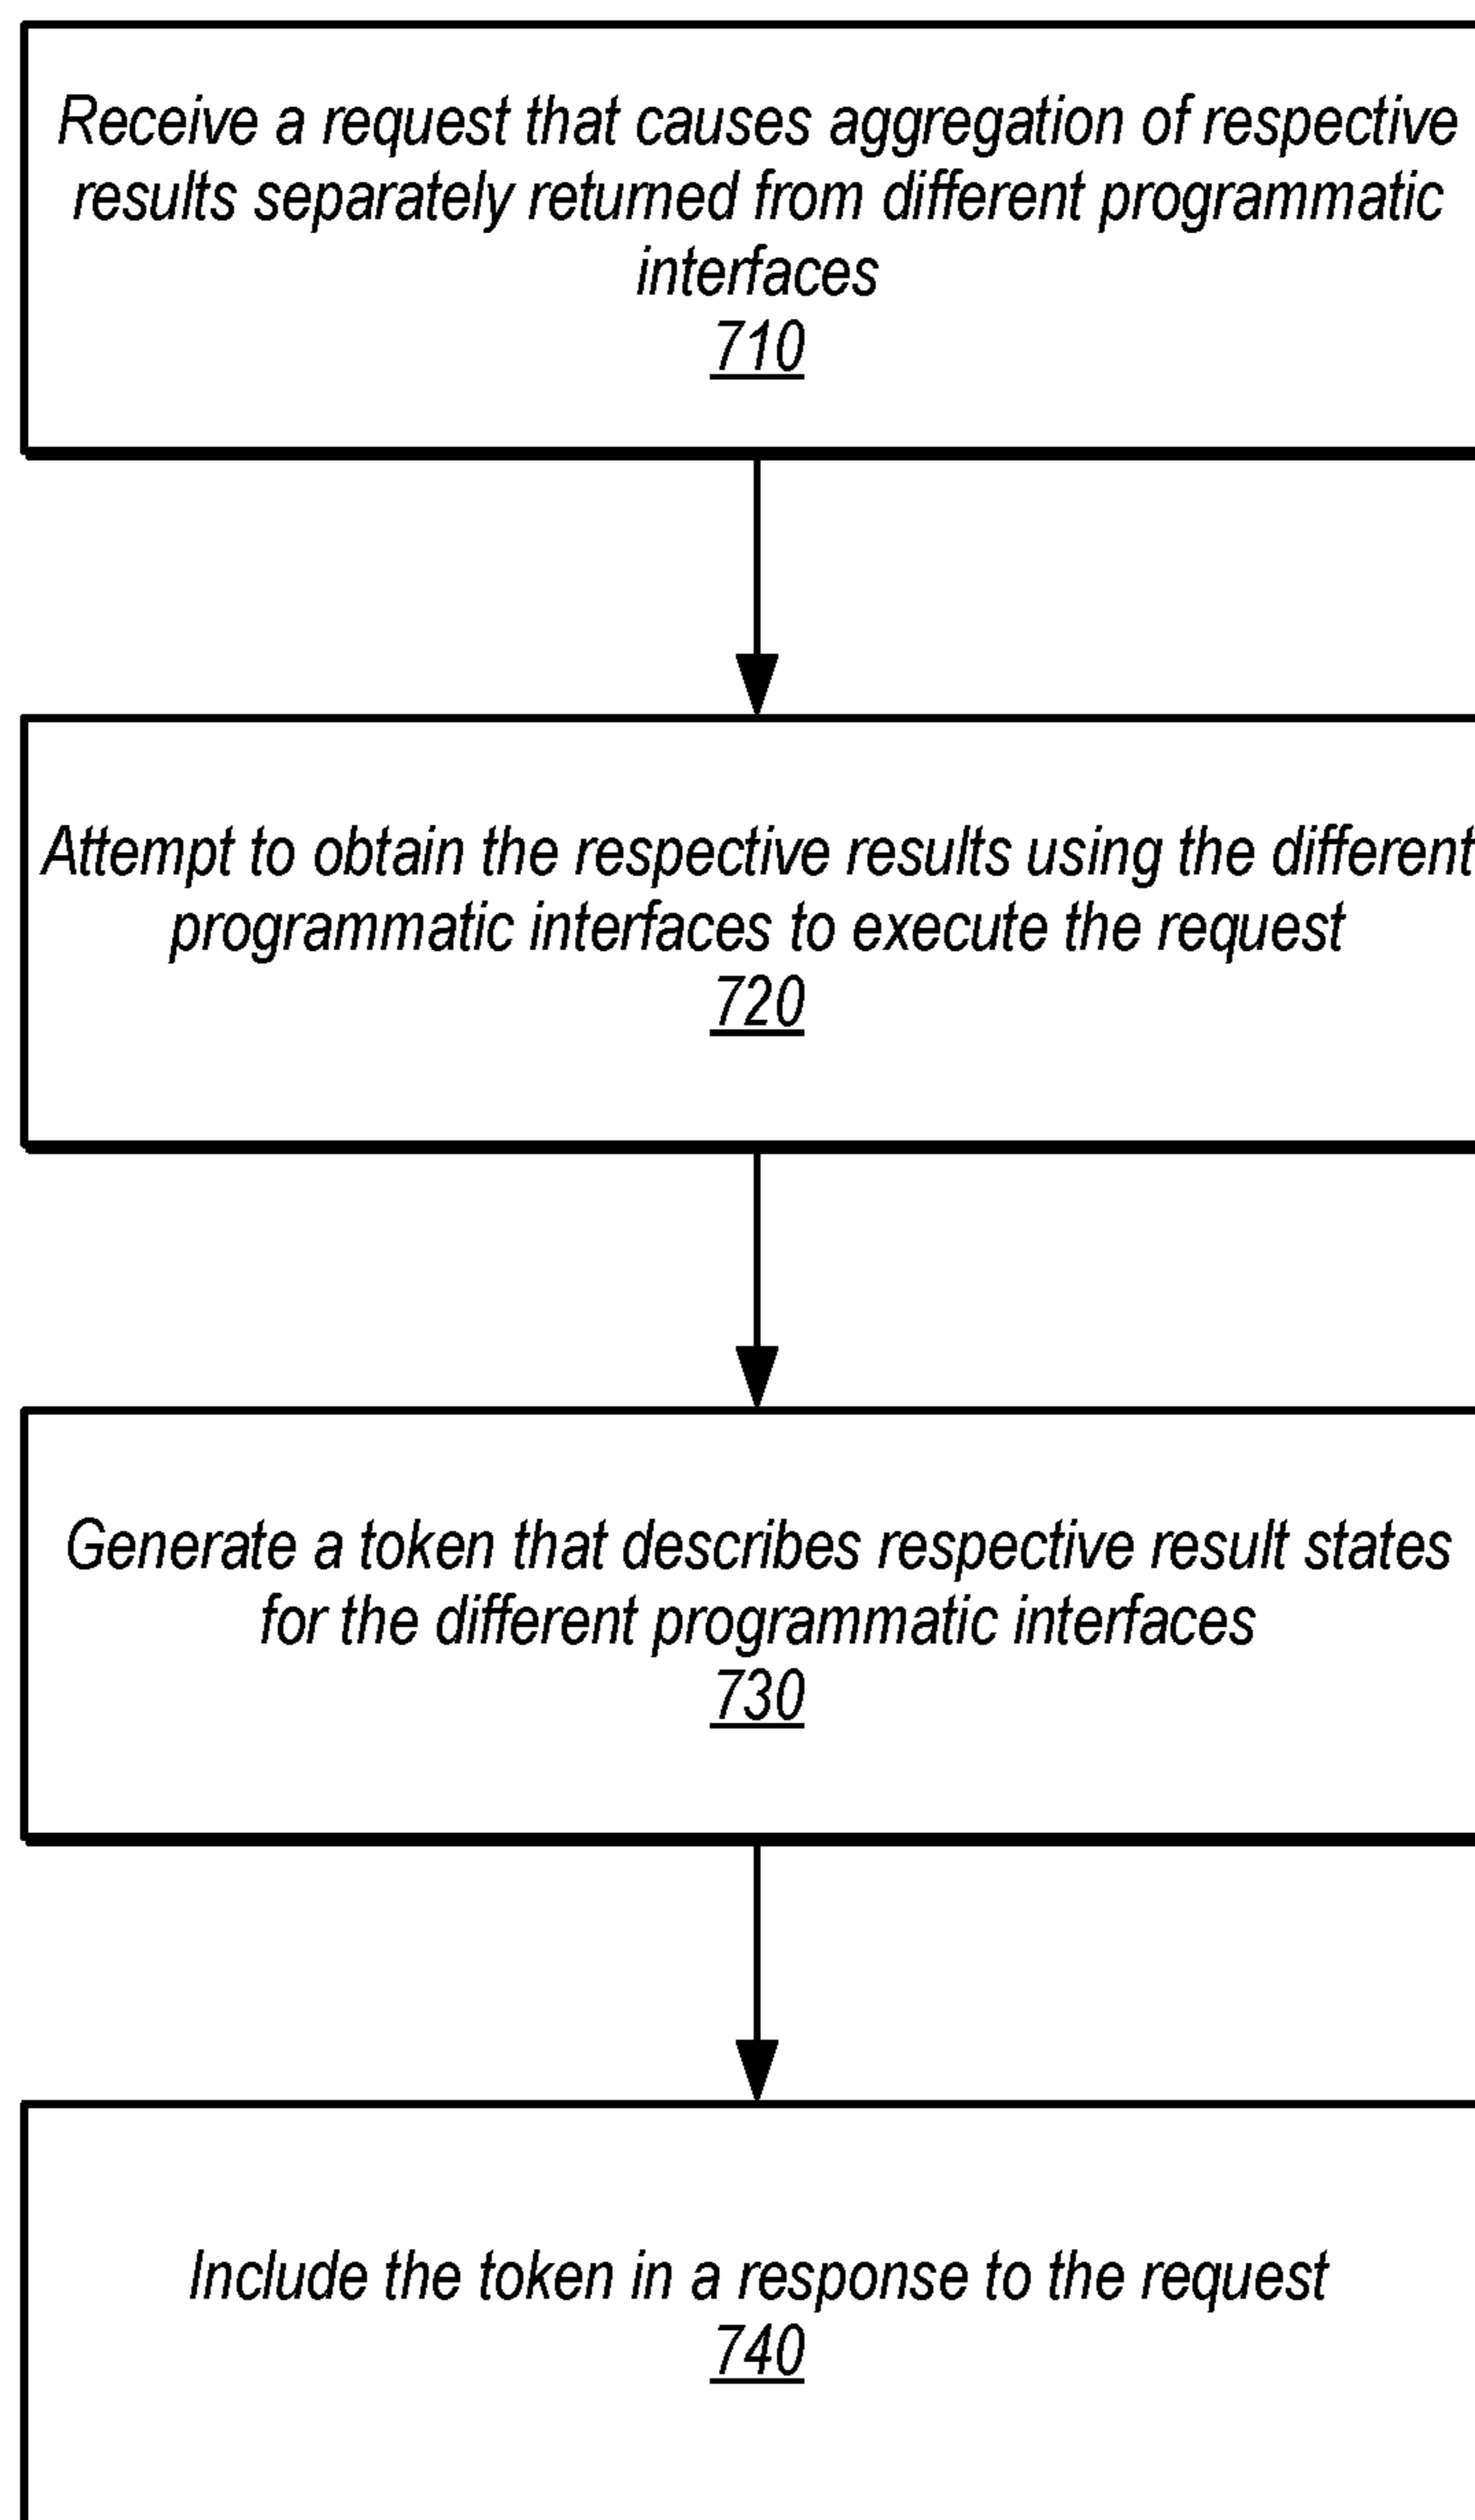 Receive a request that causes aggregation of respective
results separately returned from different programmatic
interfaces
710
Attempt to obtain the respective results using the different
programmatic interfaces to execute the request
720
Generate a token that describes respective result states
for the different programmatic interfaces
730
Include the token in a response to the request
740